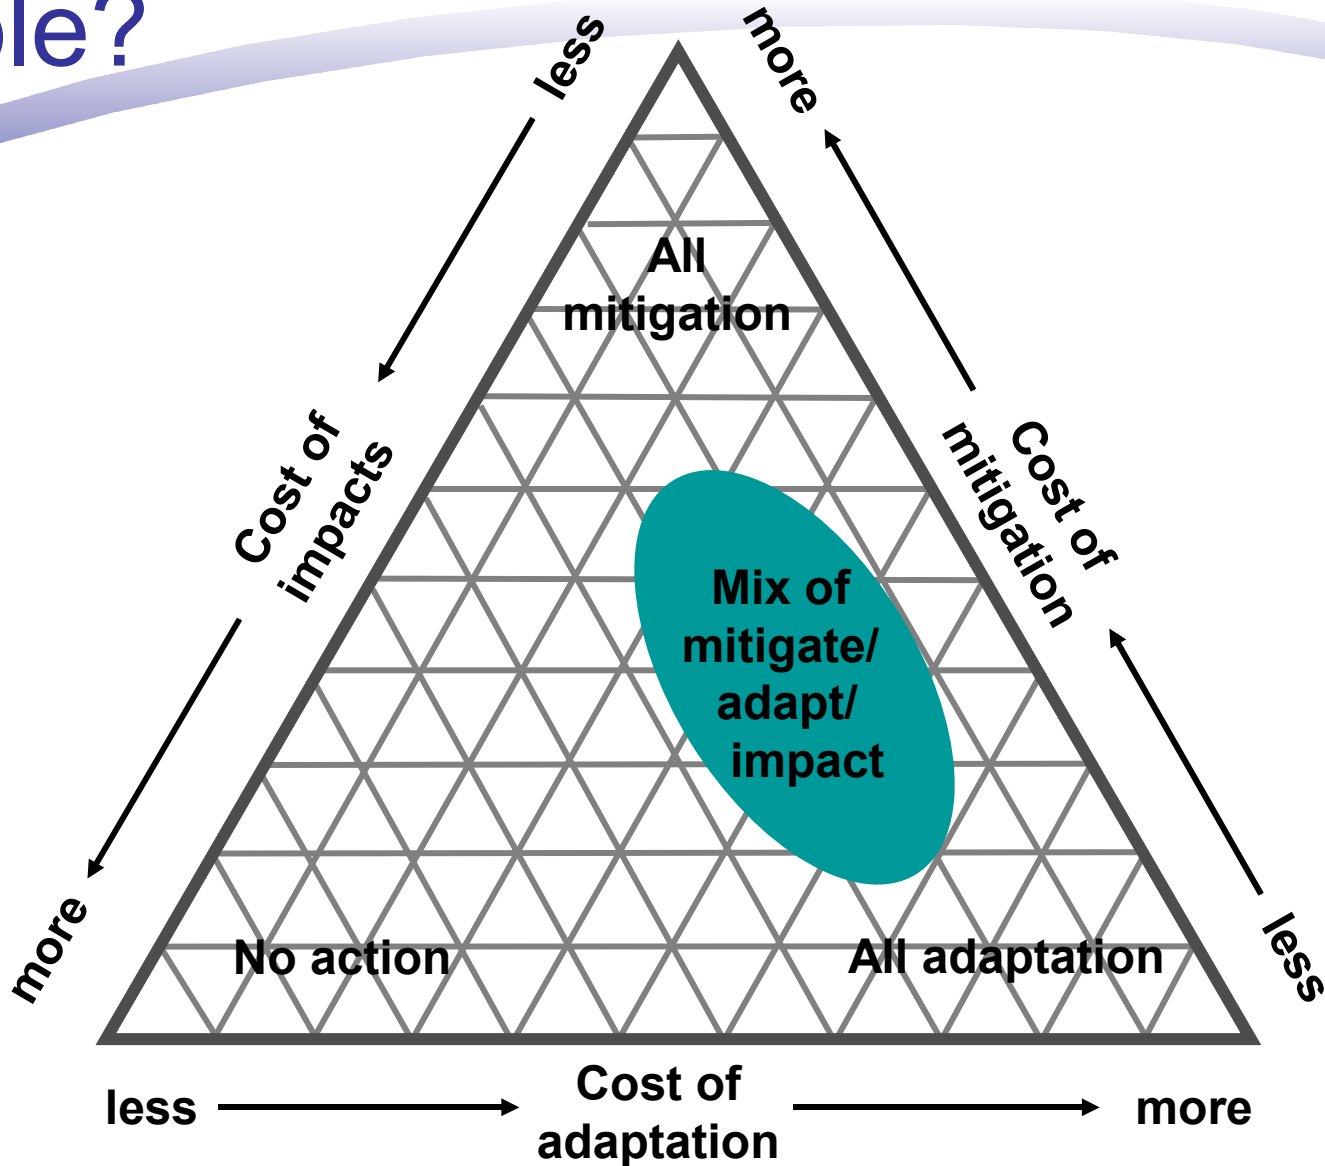 ple?
less
more
All
mitigation
Cost of
impacts
Cost of
mitigation
Mix of
mitigate/
adapt/
impact
more
No action
All adaptation
less
less
Cost of
adaptation
more